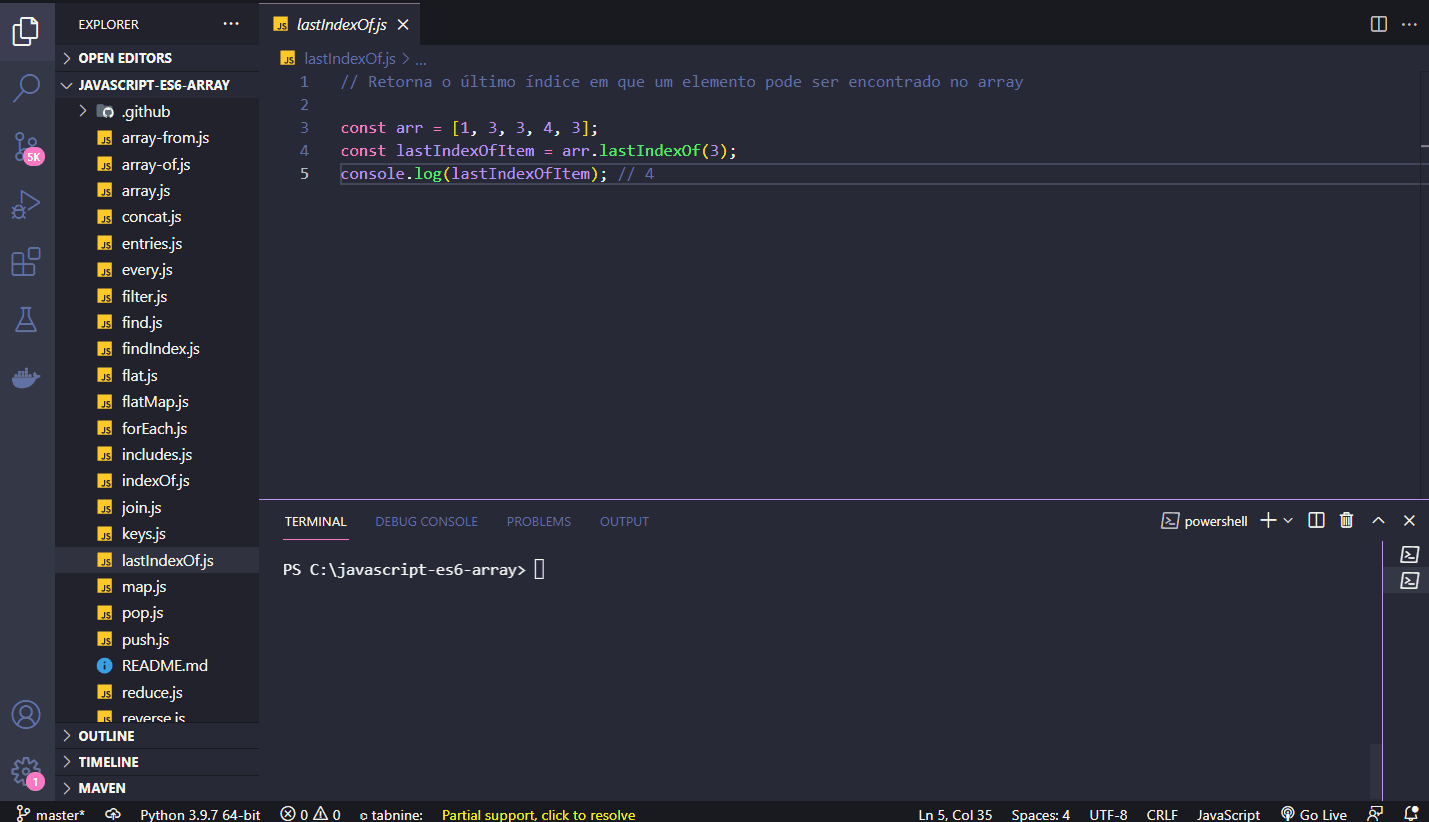 EXPLORER
OPEN EDITORS
JAVASCRIPT-ES6-ARRAY
.github
array-from.js
array-of.js
array.js
concat.js
entries.js
every.js
filter.js
find.js
findIndex.js
flat.js
flatMap.js
forEach.js
includes.js
indexOf.js
join.js
keys.js
lastIndexOf.js
map.js
pop.js
push.js
README.md
reduce.js
reverse.js
OUTLINE
TIMELINE
MAVEN
5K
1
lastIndexOf.js
lastIndexOf.js > ...
1 // Retorna o último índice em que um elemento pode ser encontrado no array
2
3 const arr = [1, 3, 3, 4, 3];
4 const lastIndexOfItem = arr.lastIndexOf(3);
5 console.log(lastIndexOfItem); // 4
TERMINAL DEBUG CONSOLE PROBLEMS OUTPUT powershell
PS C:\javascript-es6-array>
master* Python 3.9.7 64-bit 0 0 tabnine: Partial support, click to resolve Ln 5, Col 35 Spaces: 4 UTF-8 CRLF JavaScript Go Live